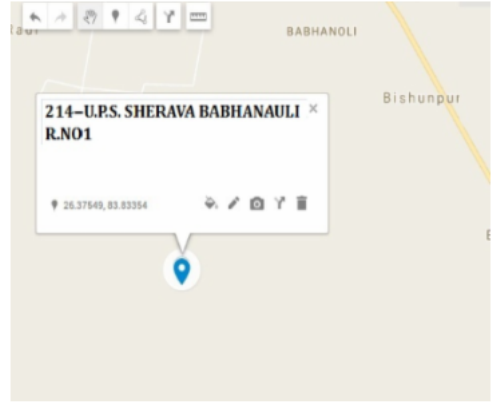 BABHANOLI
Bishunpur
214–U.P.S. SHERAVA BABHANAULI
R.NO1
26.37549, 83.83354